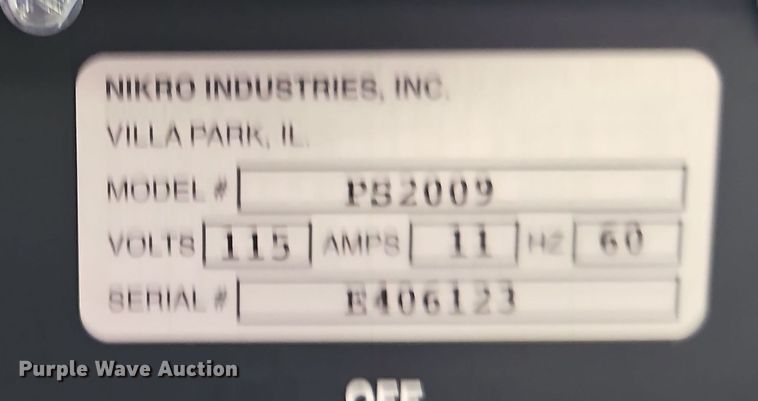 NIKRO INDUSTRIES, INC.
VILLA PARK, IL.
MODEL # PS2009
VOLTS 115 AMPS 11 HZ 60
SERIAL # E406123
Purple Wave Auction
OFF